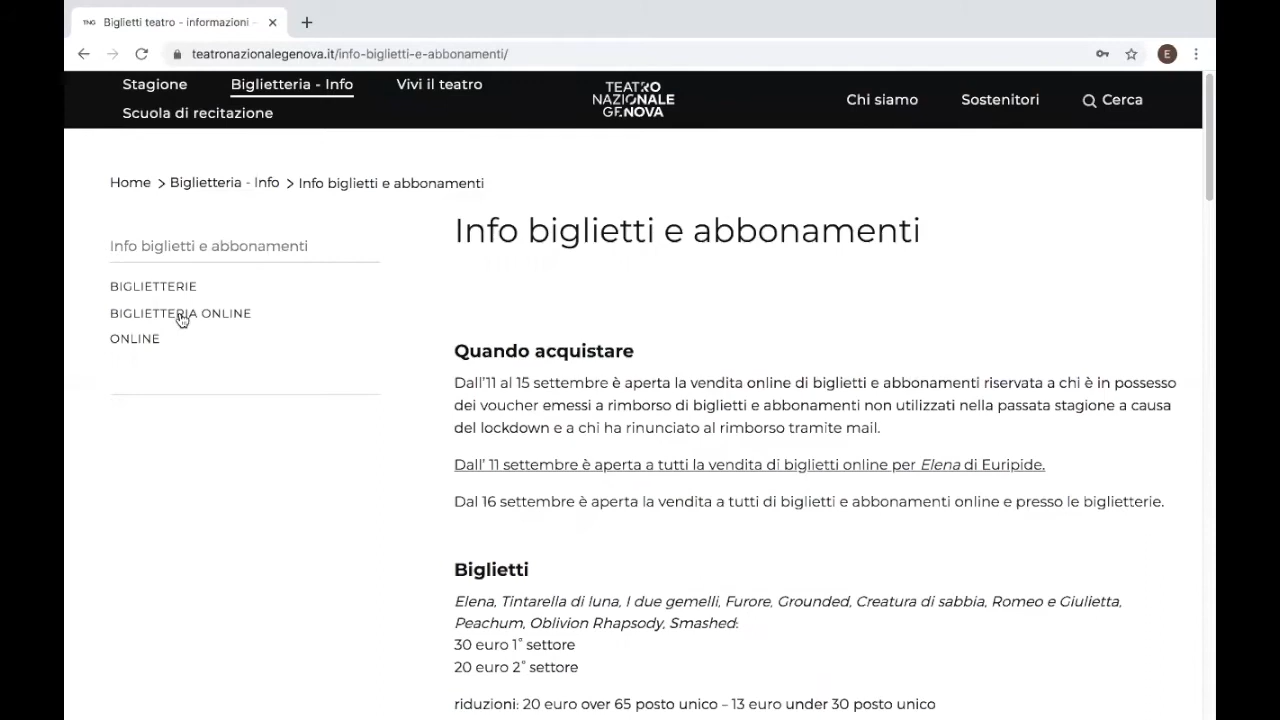 TNG Biglietti teatro - informazioni -
teatronazionalegenova.it/info-biglietti-e-abbonamenti/
E
Stagione
Biglietteria - Info
Vivi il teatro
Scuola di recitazione
TEATRO
NAZIONALE
GENOVA
Chi siamo
Sostenitori
Cerca
Home > Biglietteria - Info > Info biglietti e abbonamenti
Info biglietti e abbonamenti
BIGLIETTERIE
BIGLIETTERIA ONLINE
ONLINE
Info biglietti e abbonamenti
Quando acquistare
Dall'11 al 15 settembre è aperta la vendita online di biglietti e abbonamenti riservata a chi è in possesso
dei voucher emessi a rimborso di biglietti e abbonamenti non utilizzati nella passata stagione a causa
del lockdown e a chi ha rinunciato al rimborso tramite mail.
Dall' 11 settembre è aperta a tutti la vendita di biglietti online per Elena di Euripide.
Dal 16 settembre è aperta la vendita a tutti di biglietti e abbonamenti online e presso le biglietterie.
Biglietti
Elena, Tintarella di luna, I due gemelli, Furore, Grounded, Creatura di sabbia, Romeo e Giulietta,
Peachum, Oblivion Rhapsody, Smashed:
30 euro 1° settore
20 euro 2° settore
riduzioni: 20 euro over 65 posto unico – 13 euro under 30 posto unico